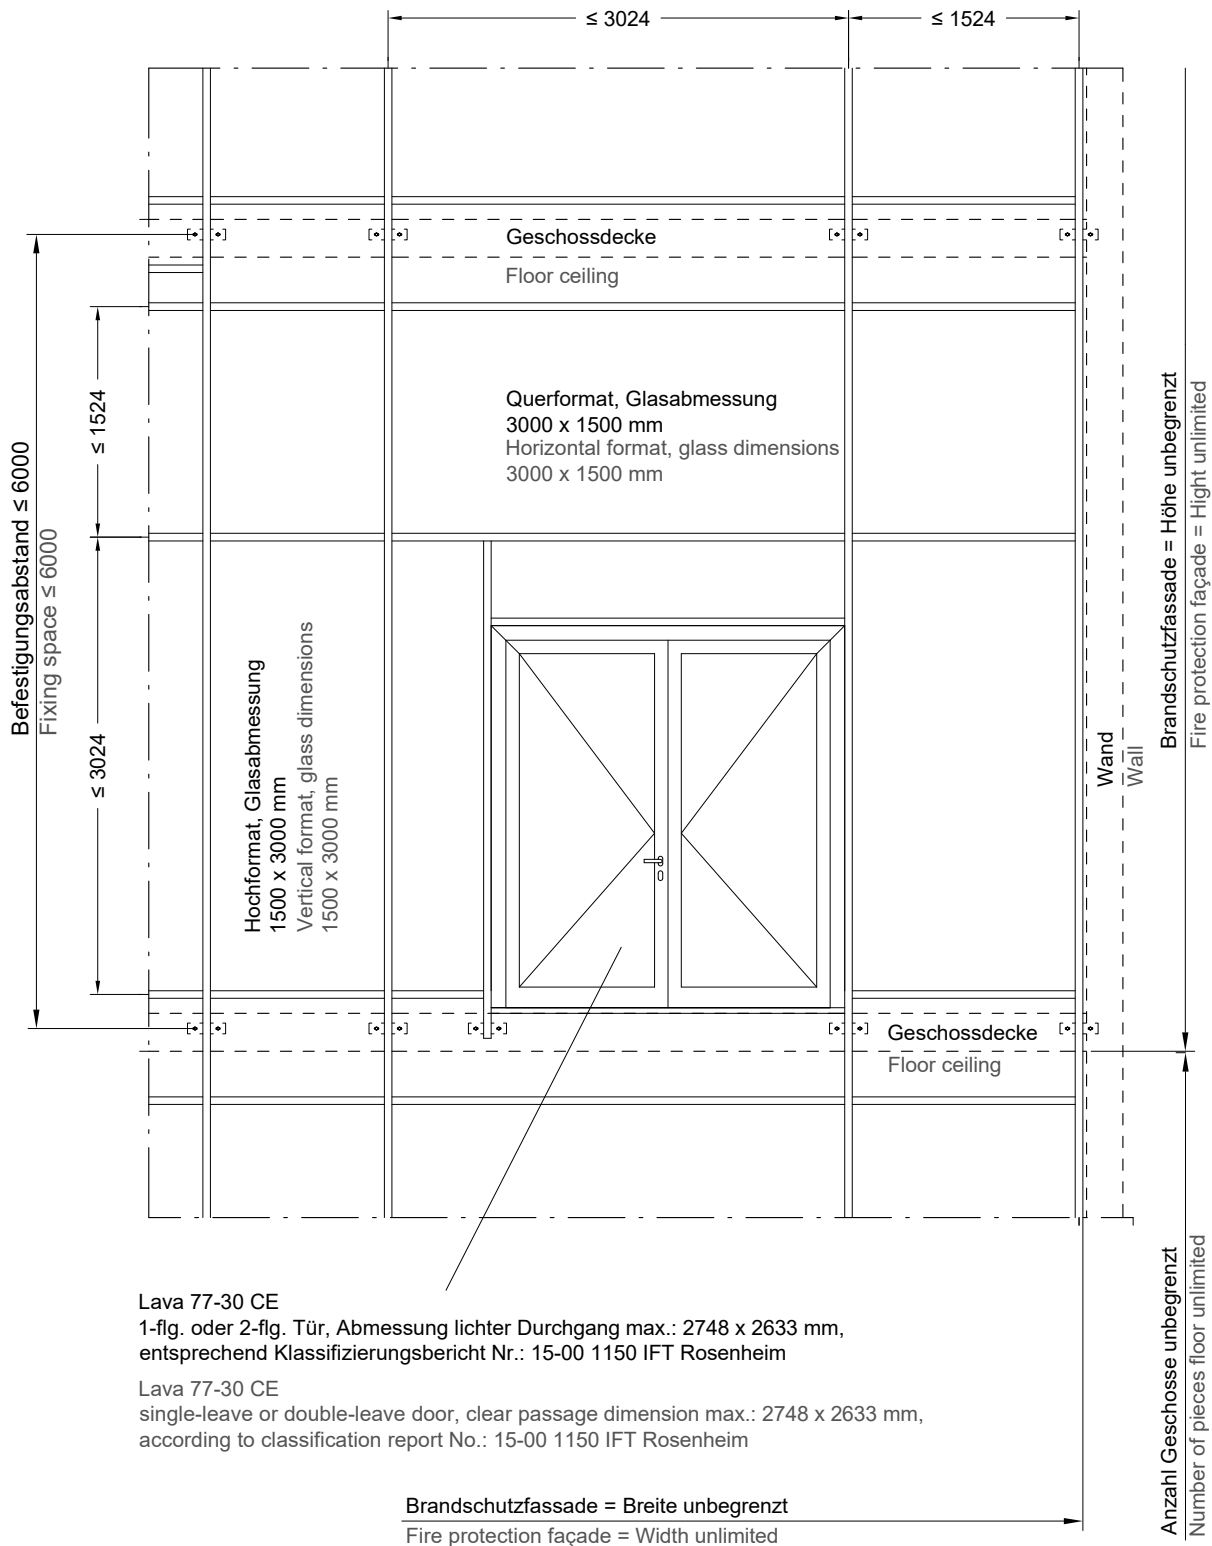 ≤ 3024
≤ 1524
Geschossdecke
Floor ceiling
Querformat, Glasabmessung
3000 x 1500 mm
Horizontal format, glass dimensions
3000 x 1500 mm
≤ 1524
Befestigungsabstand ≤ 6000
Fixing space ≤ 6000
≤ 3024
Hochformat, Glasabmessung
1500 x 3000 mm
Vertical format, glass dimensions
1500 x 3000 mm
Wand
Wall
Brandschutzfassade = Höhe unbegrenzt
Fire protection façade = Hight unlimited
Geschossdecke
Floor ceiling
Lava 77-30 CE
1-flg. oder 2-flg. Tür, Abmessung lichter Durchgang max.: 2748 x 2633 mm,
entsprechend Klassifizierungsbericht Nr.: 15-00 1150 IFT Rosenheim
Lava 77-30 CE
single-leave or double-leave door, clear passage dimension max.: 2748 x 2633 mm,
according to classification report No.: 15-00 1150 IFT Rosenheim
Anzahl Geschosse unbegrenzt
Number of pieces floor unlimited
Brandschutzfassade = Breite unbegrenzt
Fire protection façade = Width unlimited